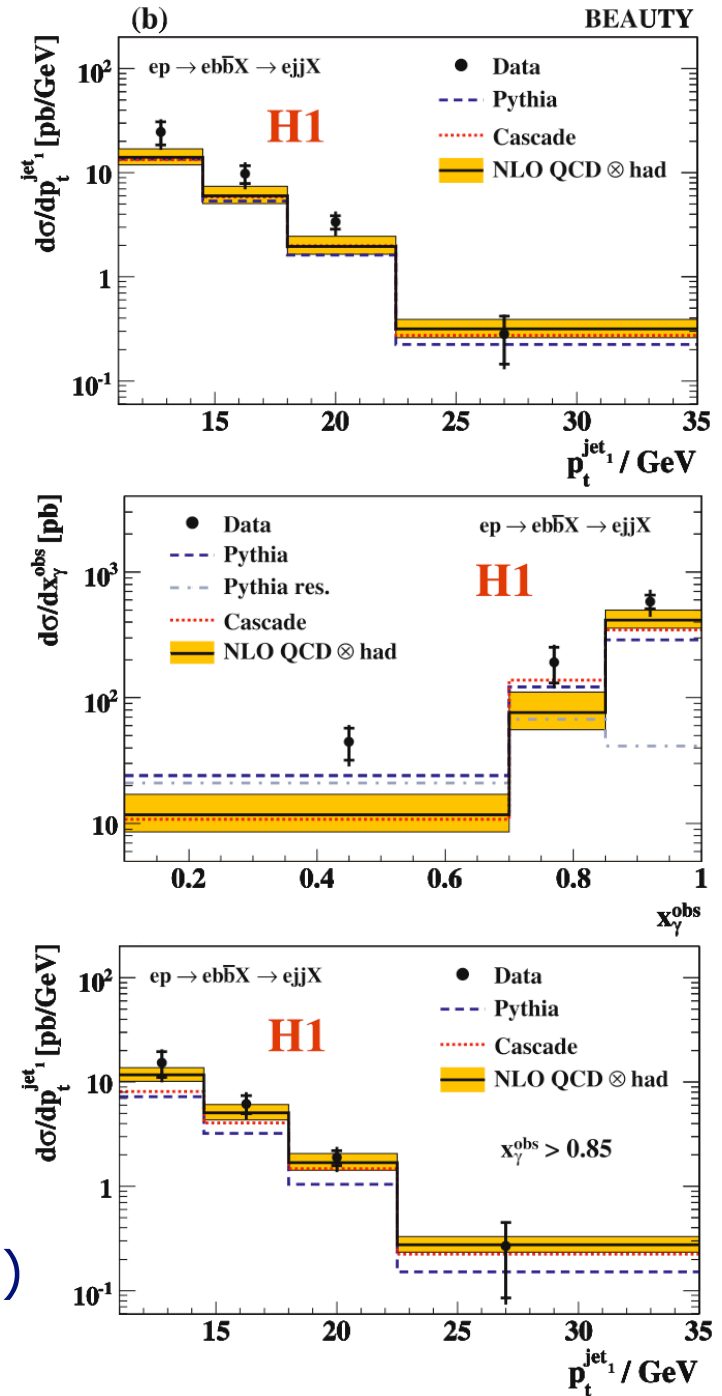 (b) BEAUTY
dσ/dp_t^{jet_1} [pb/GeV]
10²
10
1
10⁻¹
ep → ebb̄X → ejjX
H1
Data
Pythia
Cascade
NLO QCD ⊗ had
15 20 25 30 35
p_t^{jet_1} / GeV
dσ/dx_γ^{obs} [pb]
10³
10²
10
Data
Pythia
Pythia res.
Cascade
NLO QCD ⊗ had
ep → ebb̄X → ejjX
H1
0.2 0.4 0.6 0.8 1
x_γ^{obs}
dσ/dp_t^{jet_1} [pb/GeV]
10²
10
1
10⁻¹
ep → ebb̄X → ejjX
H1
Data
Pythia
Cascade
NLO QCD ⊗ had
x_γ^{obs} > 0.85
)
15 20 25 30 35
p_t^{jet_1} / GeV